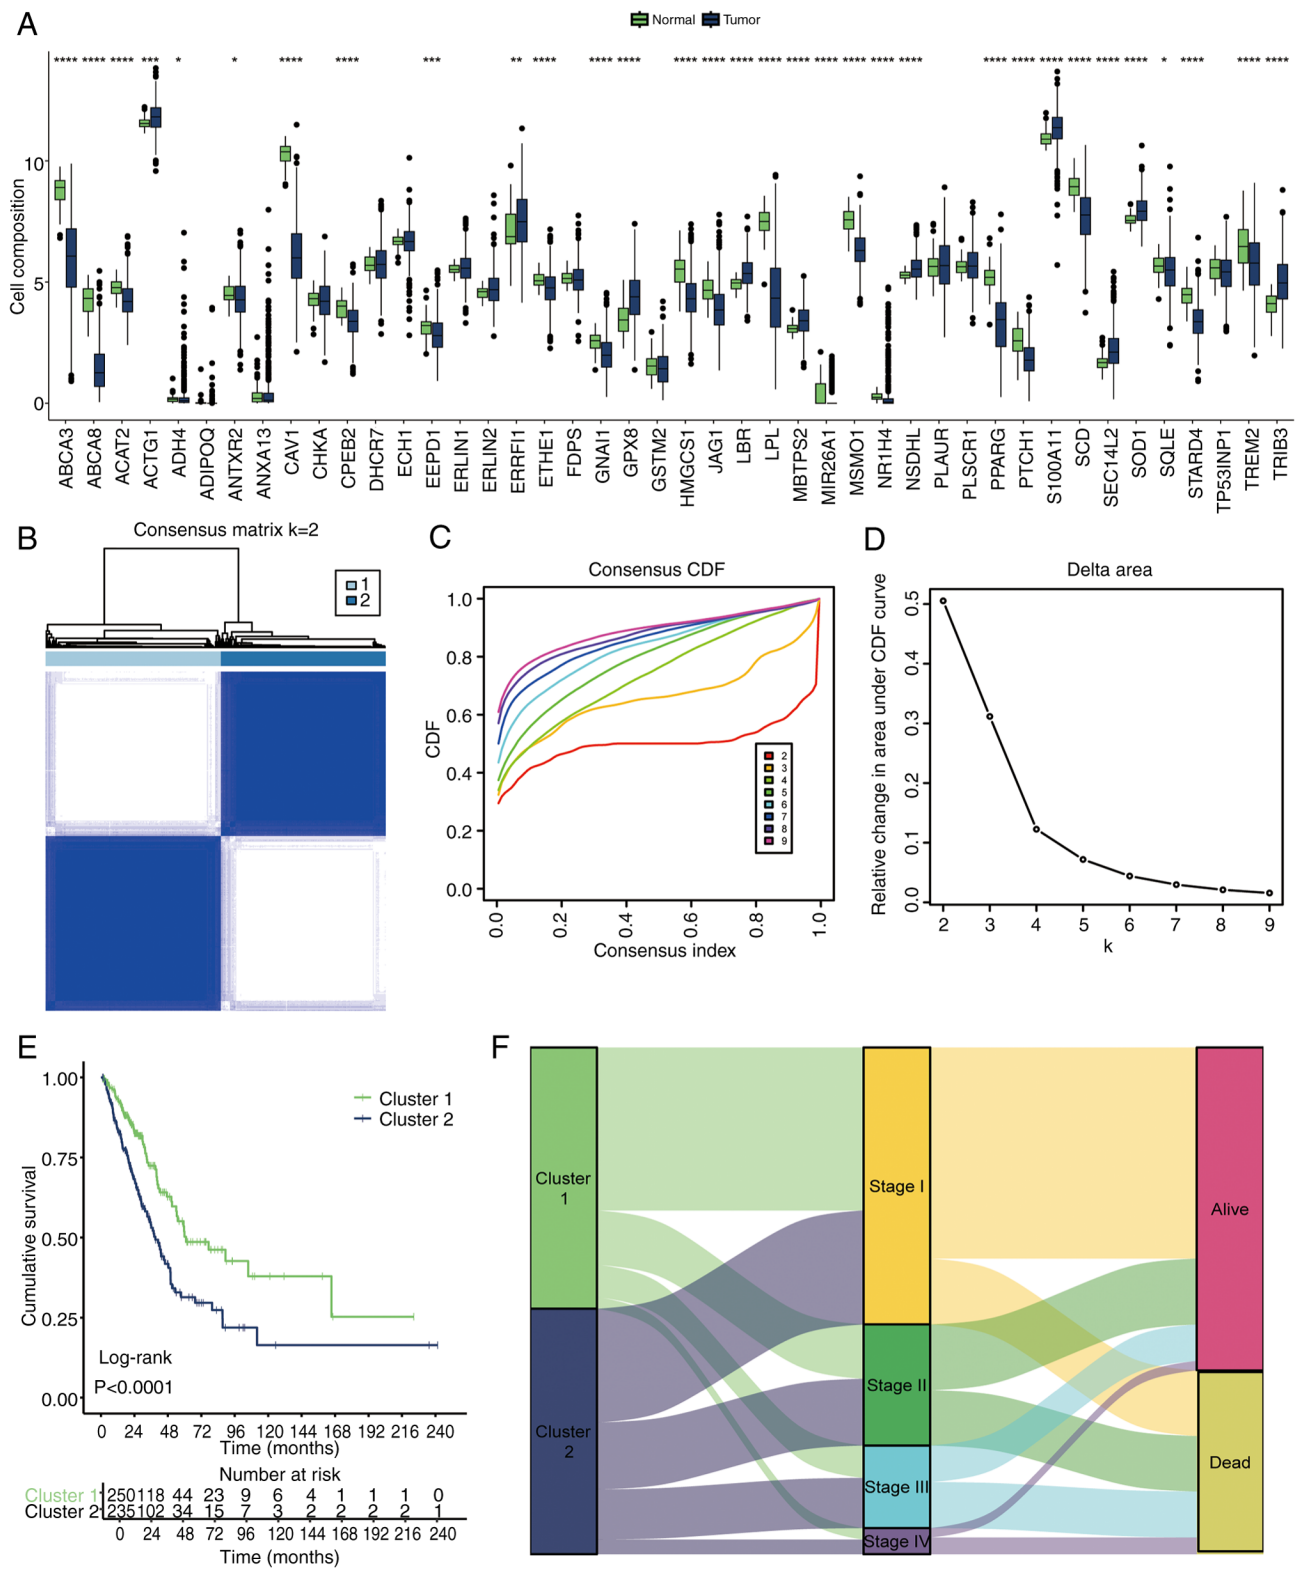 A
Normal Tumor
**** **** **** *** * * **** **** *** ** **** **** **** **** **** **** **** **** **** **** **** **** **** **** **** **** **** * **** **** ****
Cell composition
10
5
0
ABCA3 ABCA8 ACAT2 ACTG1 ADH4 ADIPOQ ANTXR2 ANXA13 CAV1 CHKA CPEB2 DHCR7 ECH1 EEPD1 ERLIN1 ERLIN2 ERRFI1 ETHE1 FDPS GNAI1 GPX8 GSTM2 HMGCS1 JAG1 LBR LPL MBTPS2 MIR26A1 MSMO1 NR1H4 NSDHL PLAUR PLSCR1 PPARG PTCH1 S100A11 SCD SEC14L2 SOD1 SQLE STARD4 TP53INP1 TREM2 TRIB3
B
Consensus matrix k=2
1
2
C
Consensus CDF
CDF
1.0
0.8
0.6
0.4
0.2
0.0
2
3
4
5
6
7
8
9
0.0 0.2 0.4 0.6 0.8 1.0
Consensus index
D
Delta area
Relative change in area under CDF curve
0.5
0.4
0.3
0.2
0.1
0.0
2 3 4 5 6 7 8 9
k
E
Cumulative survival
1.00
0.75
0.50
0.25
0.00
Cluster 1
Cluster 2
Log-rank
P<0.0001
0 24 48 72 96 120 144 168 192 216 240
Time (months)
Number at risk
Cluster 1 250 118 44 23 9 6 4 1 1 1 0
Cluster 2 235 102 34 15 7 3 2 2 2 2 1
0 24 48 72 96 120 144 168 192 216 240
Time (months)
F
Cluster
1
Cluster
2
Stage I
Stage II
Stage III
Stage IV
Alive
Dead